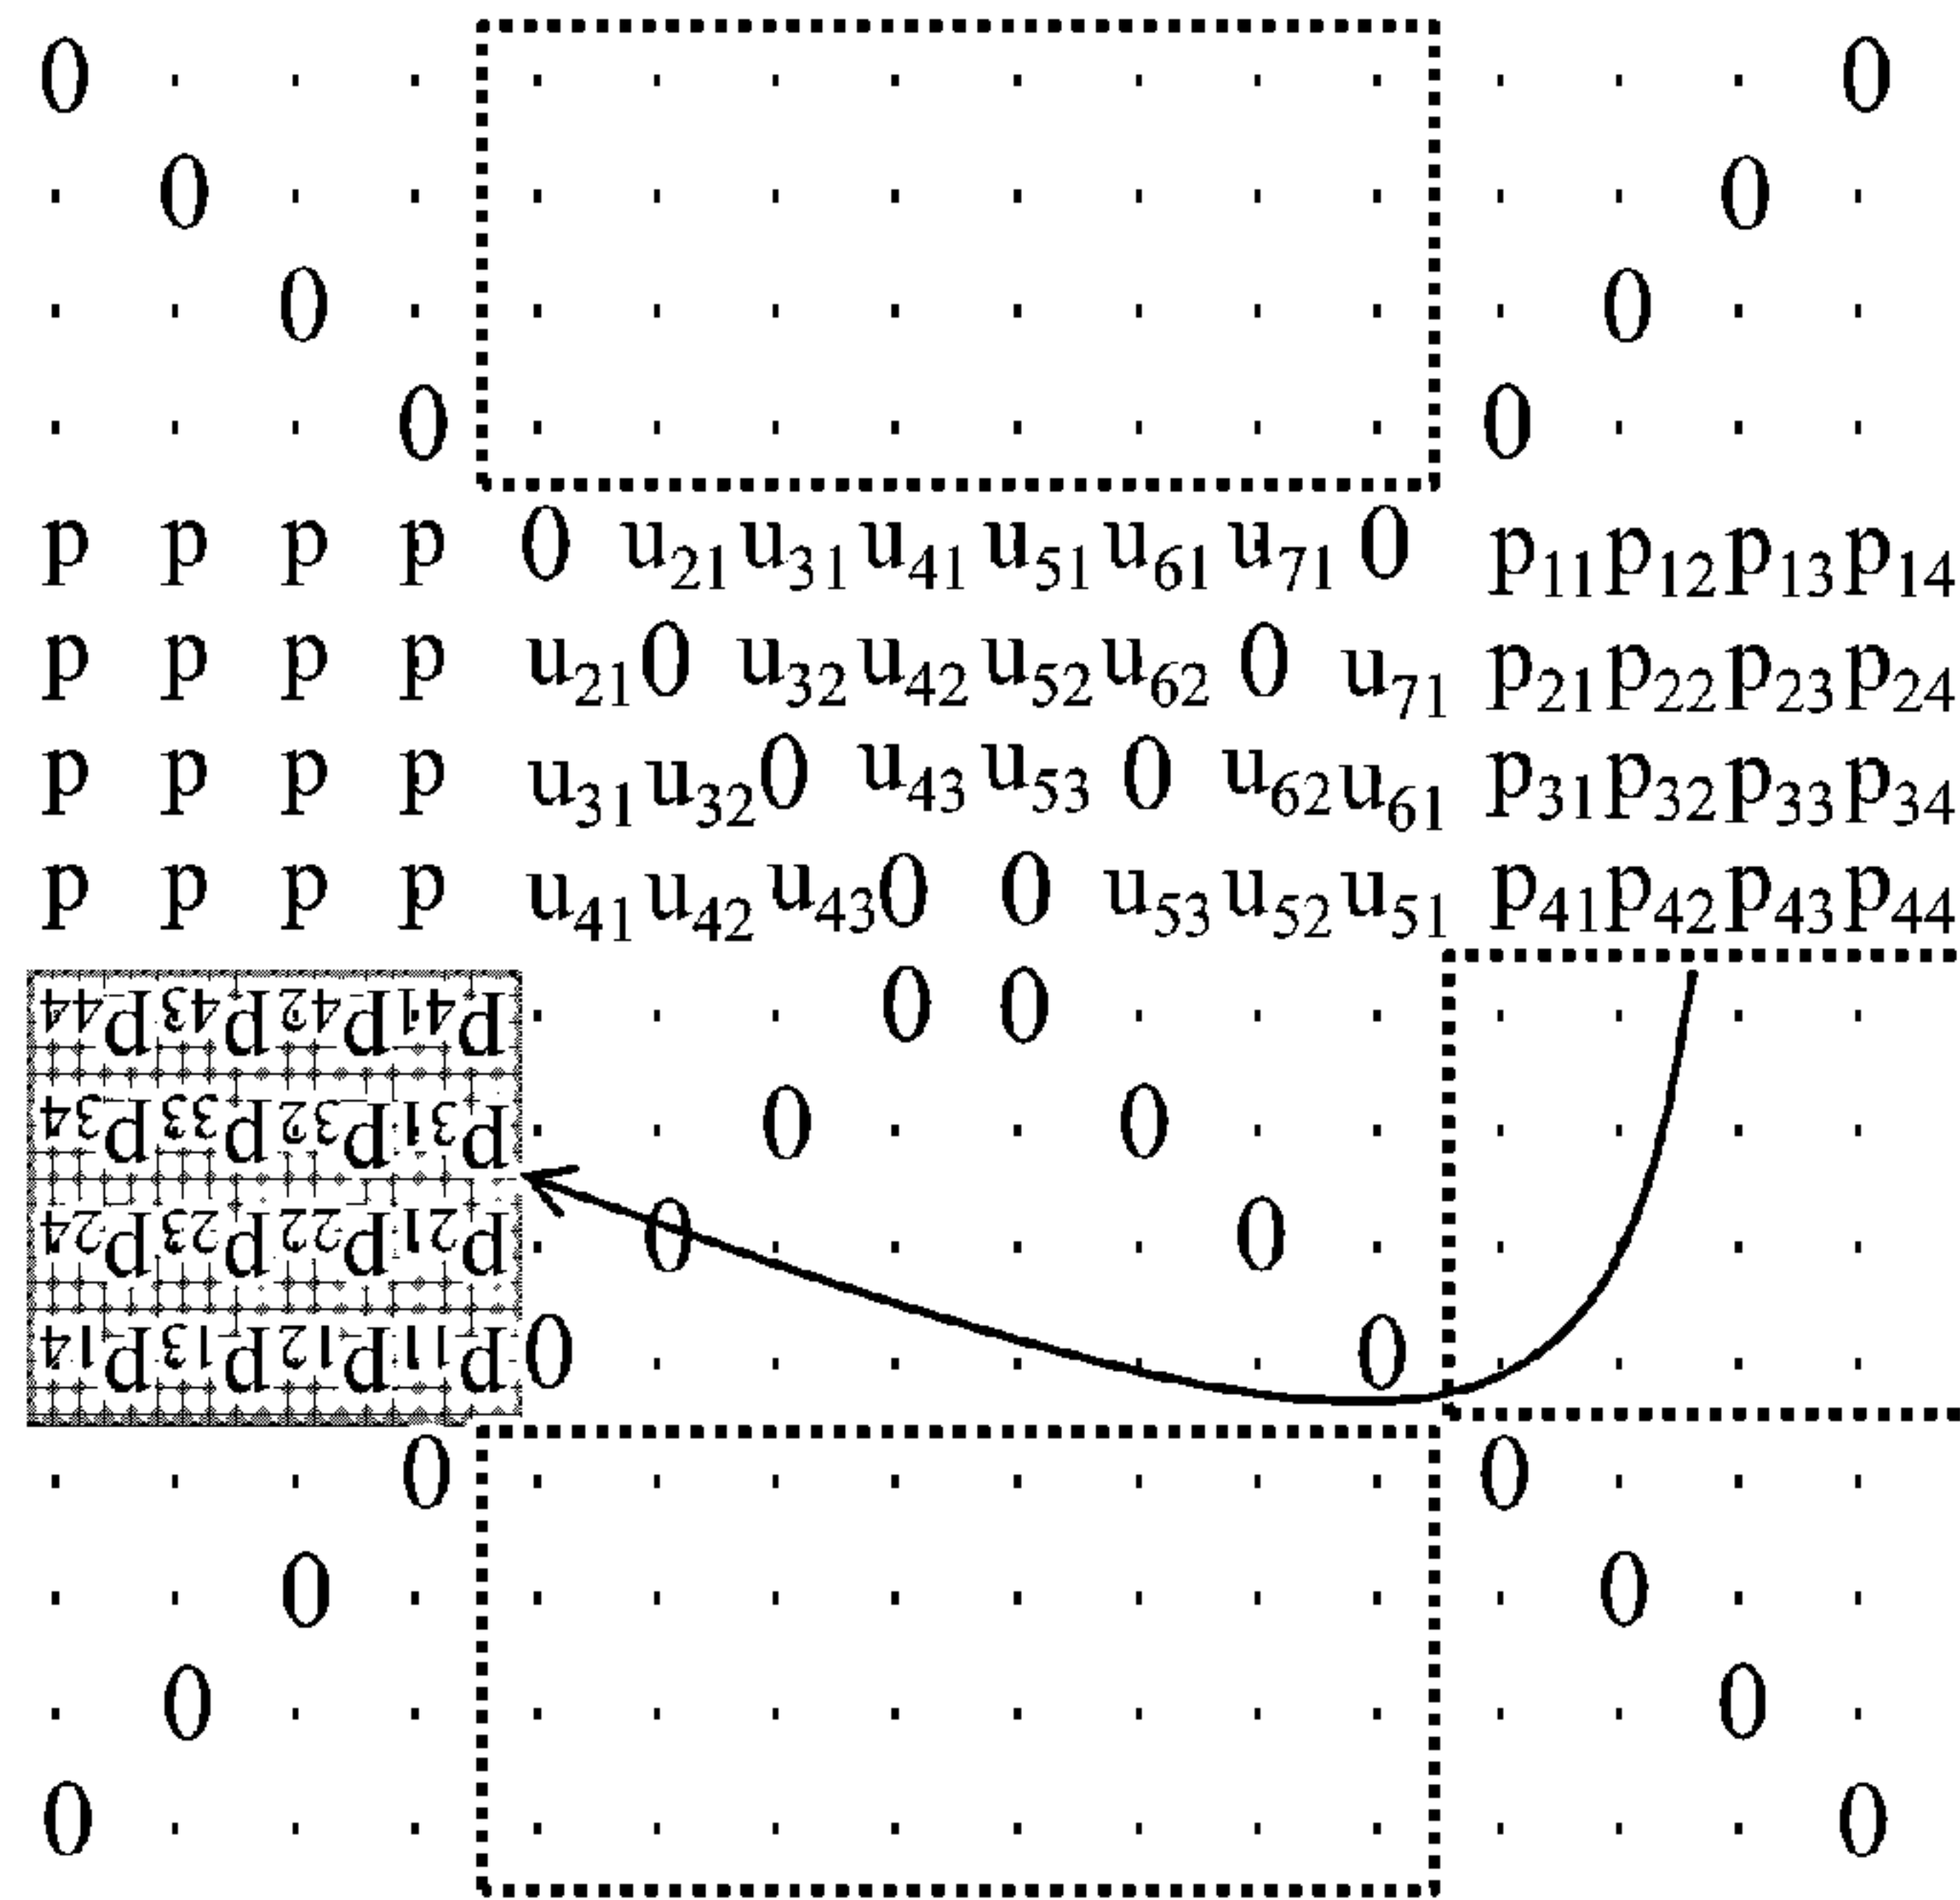 0 . . . . . . . . . . . . . . 0
. 0 . . . . . . . . . . . . 0 .
. . 0 . . . . . . . . . . 0 . .
. . . 0 . . . . . . . . 0 . . .
p p p p 0 u21 u31 u41 u51 u61 u71 0 p11 p12 p13 p14
p p p p u21 0 u32 u42 u52 u62 0 u71 p21 p22 p23 p24
p p p p u31 u32 0 u43 u53 0 u62 u61 p31 p32 p33 p34
p p p p u41 u42 u43 0 0 u53 u52 u51 p41 p42 p43 p44
p44 p43 p42 p41 . . . 0 0 . . . . . . .
p34 p33 p32 p31 . . 0 . . 0 . . . . . .
p24 p23 p22 p21 . 0 . . . . 0 . . . . .
p14 p13 p12 p11 0 . . . . . . 0 . . . .
. . . 0 . . . . . . . . 0 . . .
. . 0 . . . . . . . . . . 0 . .
. 0 . . . . . . . . . . . . 0 .
0 . . . . . . . . . . . . . . 0